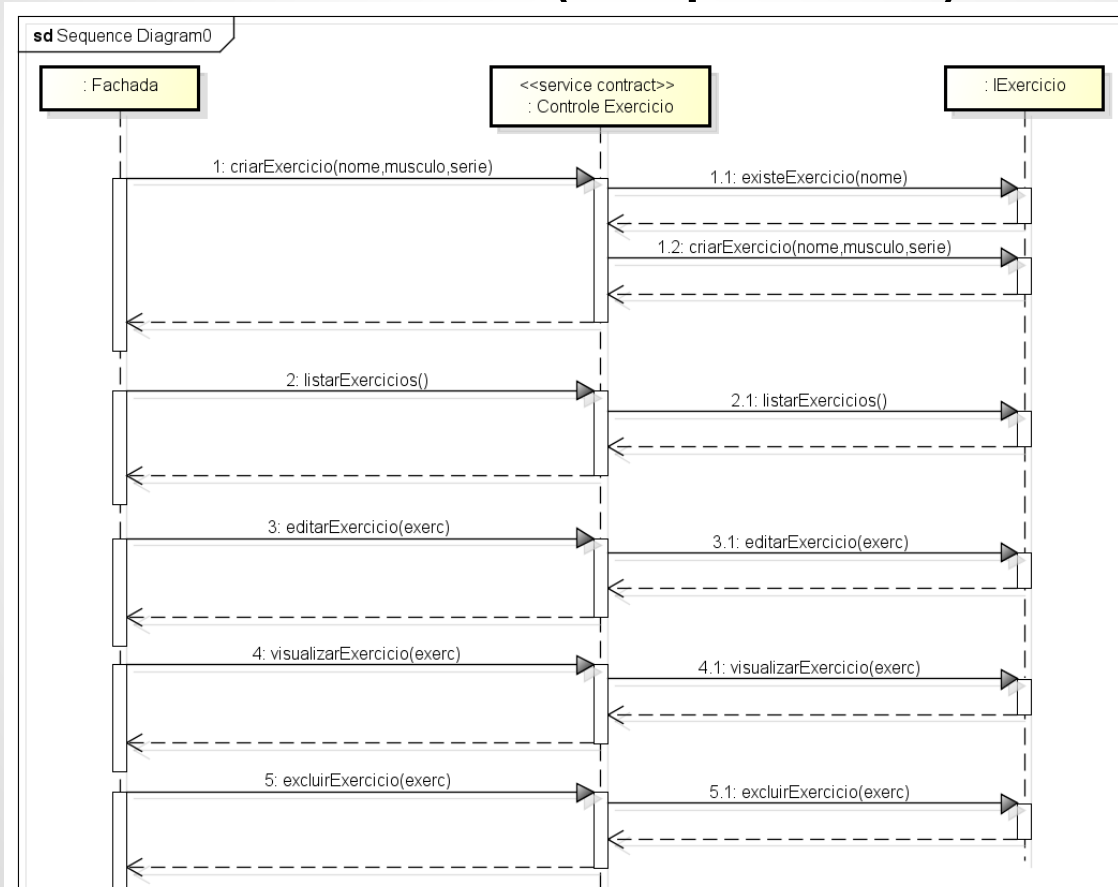 sd Sequence Diagram0
: Fachada
<<service contract>>
: Controle Exercicio
: IExercicio
1: criarExercicio(nome,musculo,serie)
1.1: existeExercicio(nome)
1.2: criarExercicio(nome,musculo,serie)
2: listarExercicios()
2.1: listarExercicios()
3: editarExercicio(exerc)
3.1: editarExercicio(exerc)
4: visualizarExercicio(exerc)
4.1: visualizarExercicio(exerc)
5: excluirExercicio(exerc)
5.1: excluirExercicio(exerc)